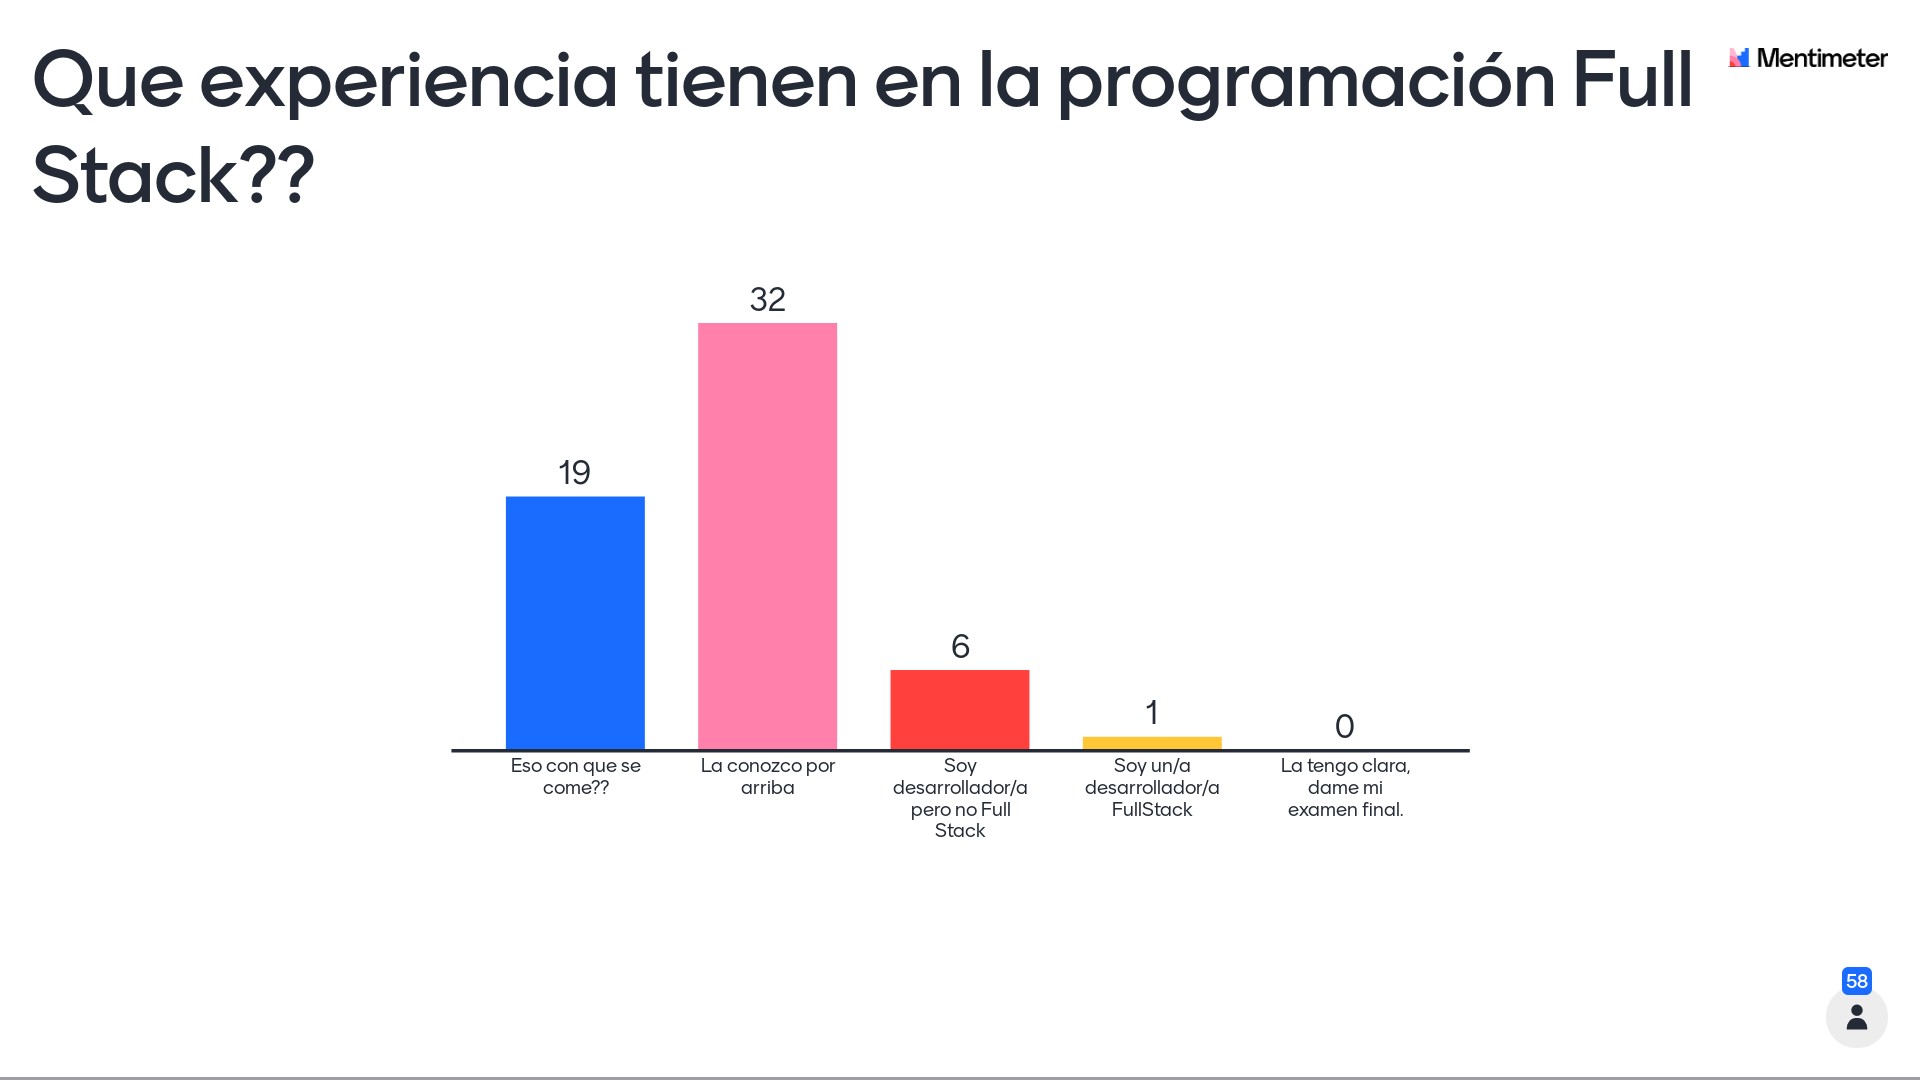 Que experiencia tienen en la programación Full
Stack??
Mentimeter
32
19
6
1
0
Eso con que se
come??
La conozco por
arriba
Soy
desarrollador/a
pero no Full
Stack
Soy un/a
desarrollador/a
FullStack
La tengo clara,
dame mi
examen final.
58